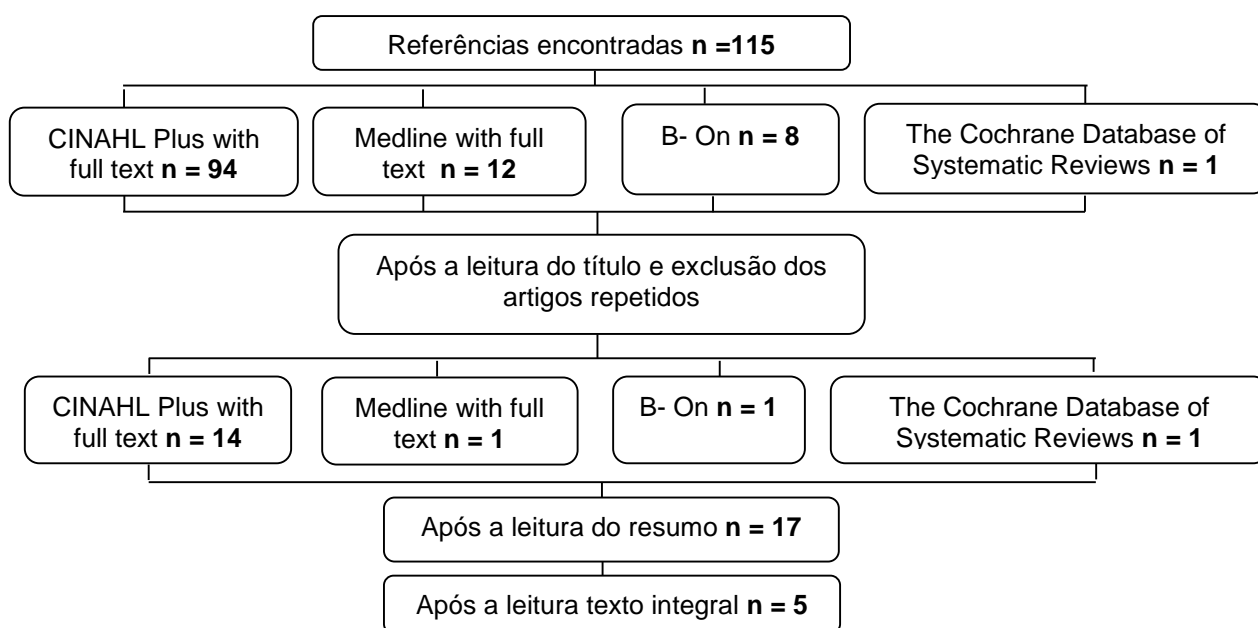 Referências encontradas n =115
CINAHL Plus with
full text n = 94
Medline with full
text n = 12
B- On n = 8
The Cochrane Database of
Systematic Reviews n = 1
Após a leitura do título e exclusão dos
artigos repetidos
CINAHL Plus with
full text n = 14
Medline with full
text n = 1
B- On n = 1
The Cochrane Database of
Systematic Reviews n = 1
Após a leitura do resumo n = 17
Após a leitura texto integral n = 5